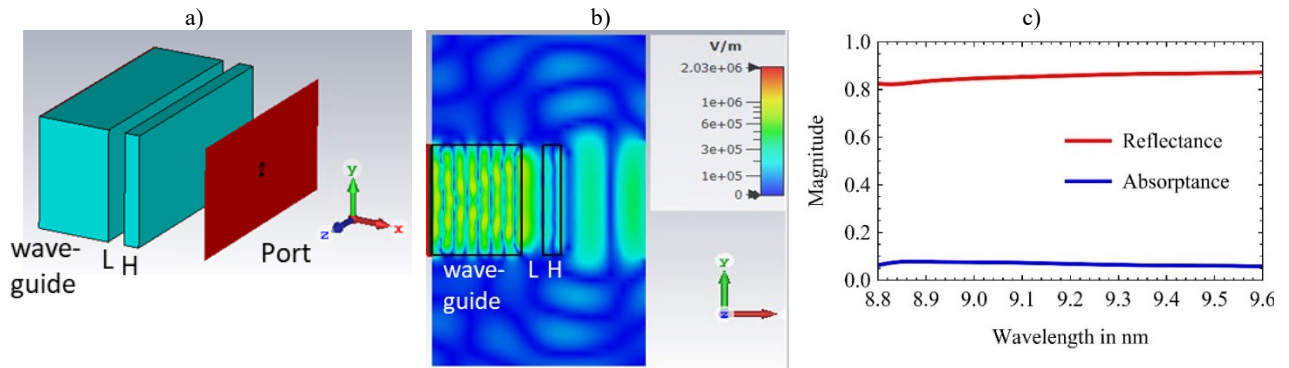 a)
2
y
z
x
wave-
guide
L
H
Port
b)
V/m
2.03e+06
1e+06
6e+05
3e+05
1e+05
0
wave-
guide
L
H
y
z
c)
Magnitude
1.0
0.8
0.6
0.4
0.2
0.0
Reflectance
Absorptance
8.8 8.9 9.0 9.1 9.2 9.3 9.4 9.5 9.6
Wavelength in nm